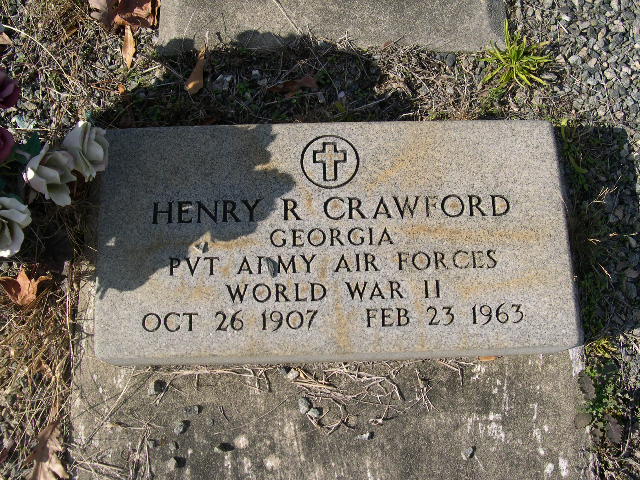 HENRY R CRAWFORD
GEORGIA
PVT ARMY AIR FORCES
WORLD WAR II
OCT 26 1907 FEB 23 1963